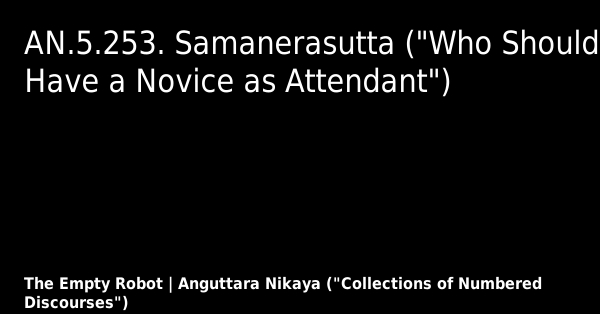 AN.5.253. Samanerasutta ("Who Should
Have a Novice as Attendant")
The Empty Robot | Anguttara Nikaya ("Collections of Numbered
Discourses")